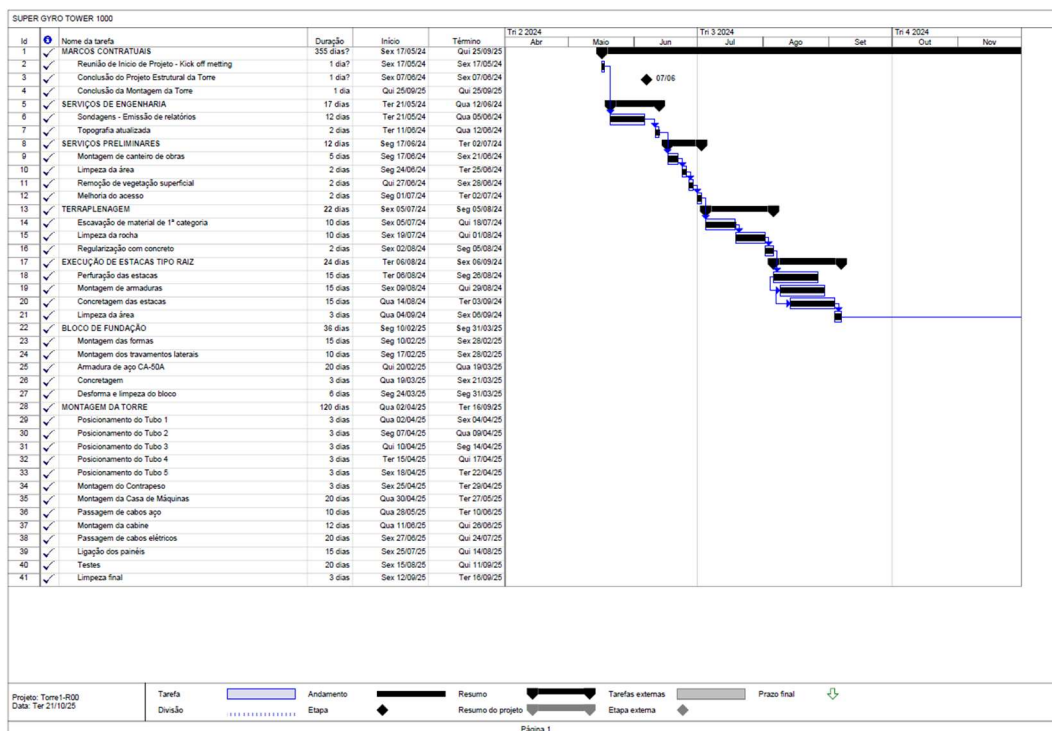 SUPER GYRO TOWER 1000
Tri 2 2024 Tri 3 2024 Tri 4 2024
Id Nome da tarefa Duração Início Término Abr Maio Jun Jul Ago Set Out Nov
1 MARCOS CONTRATUAIS 355 dias? Sex 17/05/24 Qui 25/09/25
2 Reunião de Inicio de Projeto - Kick off metting 1 dia? Sex 17/05/24 Sex 17/05/24
3 Conclusão do Projeto Estrutural da Torre 1 dia? Sex 07/06/24 Sex 07/06/24 07/06
4 Conclusão da Montagem da Torre 1 dia Qui 25/09/25 Qui 25/09/25
5 SERVIÇOS DE ENGENHARIA 17 dias Ter 21/05/24 Qua 12/06/24
6 Sondagens - Emissão de relatórios 12 dias Ter 21/05/24 Qua 05/06/24
7 Topografia atualizada 2 dias Ter 11/06/24 Qua 12/06/24
8 SERVIÇOS PRELIMINARES 12 dias Seg 17/06/24 Ter 02/07/24
9 Montagem de canteiro de obras 5 dias Seg 17/06/24 Sex 21/06/24
10 Limpeza da área 2 dias Seg 24/06/24 Ter 25/06/24
11 Remoção de vegetação superficial 2 dias Qui 27/06/24 Sex 28/06/24
12 Melhoria do acesso 2 dias Seg 01/07/24 Ter 02/07/24
13 TERRAPLENAGEM 22 dias Sex 05/07/24 Seg 05/08/24
14 Escavação de material de 1ª categoria 10 dias Sex 05/07/24 Qui 18/07/24
15 Limpeza da rocha 10 dias Sex 19/07/24 Qui 01/08/24
16 Regularização com concreto 2 dias Sex 02/08/24 Seg 05/08/24
17 EXECUÇÃO DE ESTACAS TIPO RAIZ 24 dias Ter 06/08/24 Sex 06/09/24
18 Perfuração das estacas 15 dias Ter 06/08/24 Seg 26/08/24
19 Montagem de armaduras 15 dias Sex 09/08/24 Qui 29/08/24
20 Concretagem das estacas 15 dias Qua 14/08/24 Ter 03/09/24
21 Limpeza da área 3 dias Qua 04/09/24 Sex 06/09/24
22 BLOCO DE FUNDAÇÃO 36 dias Seg 10/02/25 Seg 31/03/25
23 Montagem das formas 15 dias Seg 10/02/25 Sex 28/02/25
24 Montagem dos travamentos laterais 10 dias Seg 17/02/25 Sex 28/02/25
25 Armadura de aço CA-50A 20 dias Qui 20/02/25 Qua 19/03/25
26 Concretagem 3 dias Qua 19/03/25 Sex 21/03/25
27 Desforma e limpeza do bloco 6 dias Seg 24/03/25 Seg 31/03/25
28 MONTAGEM DA TORRE 120 dias Qua 02/04/25 Ter 16/09/25
29 Posicionamento do Tubo 1 3 dias Qua 02/04/25 Sex 04/04/25
30 Posicionamento do Tubo 2 3 dias Seg 07/04/25 Qua 09/04/25
31 Posicionamento do Tubo 3 3 dias Qui 10/04/25 Seg 14/04/25
32 Posicionamento do Tubo 4 3 dias Ter 15/04/25 Qui 17/04/25
33 Posicionamento do Tubo 5 3 dias Sex 18/04/25 Ter 22/04/25
34 Montagem do Contrapeso 3 dias Sex 25/04/25 Ter 29/04/25
35 Montagem da Casa de Máquinas 20 dias Qua 30/04/25 Ter 27/05/25
36 Passagem de cabos aço 10 dias Qua 28/05/25 Ter 10/06/25
37 Montagem da cabine 12 dias Qua 11/06/25 Qui 26/06/25
38 Passagem de cabos elétricos 20 dias Sex 27/06/25 Qui 24/07/25
39 Ligação dos painéis 15 dias Sex 25/07/25 Qui 14/08/25
40 Testes 20 dias Sex 15/08/25 Qui 11/09/25
41 Limpeza final 3 dias Sex 12/09/25 Ter 16/09/25
Projeto: Torre1-R00
Data: Ter 21/10/25
Tarefa Andamento Resumo Tarefas externas Prazo final
Divisão Etapa Resumo do projeto Etapa externa
Página 1